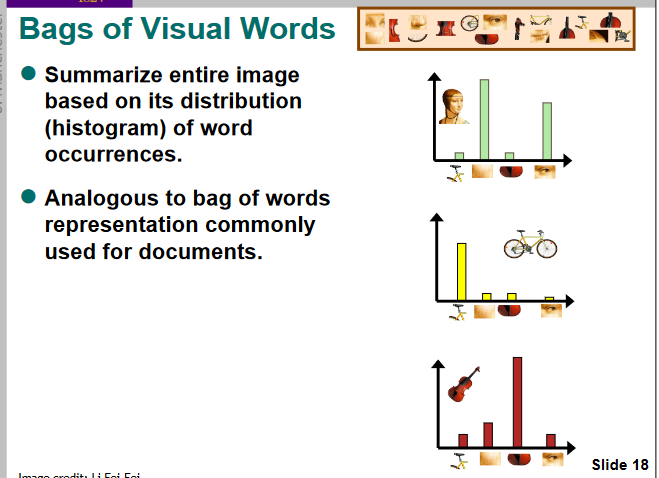 Bags of Visual Words
● Summarize entire image
based on its distribution
(histogram) of word
occurrences.
● Analogous to bag of words
representation commonly
used for documents.
Slide 18
Image credit: Li Fei-Fei